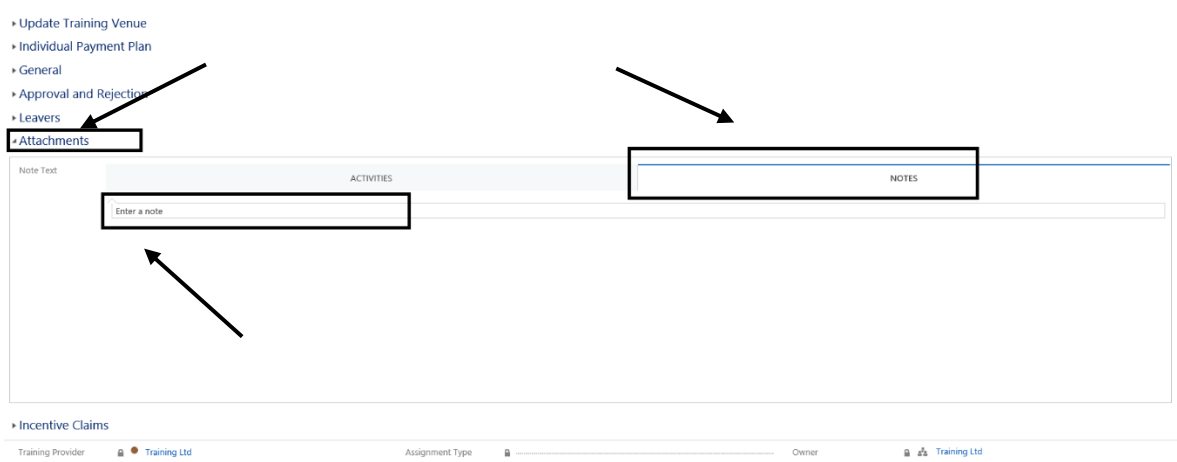 Update Training Venue
Individual Payment Plan
General
Approval and Rejection
Leavers
Attachments
Note Text
ACTIVITIES
NOTES
Enter a note
Incentive Claims
Training Provider Training Ltd Assignment Type Owner Training Ltd